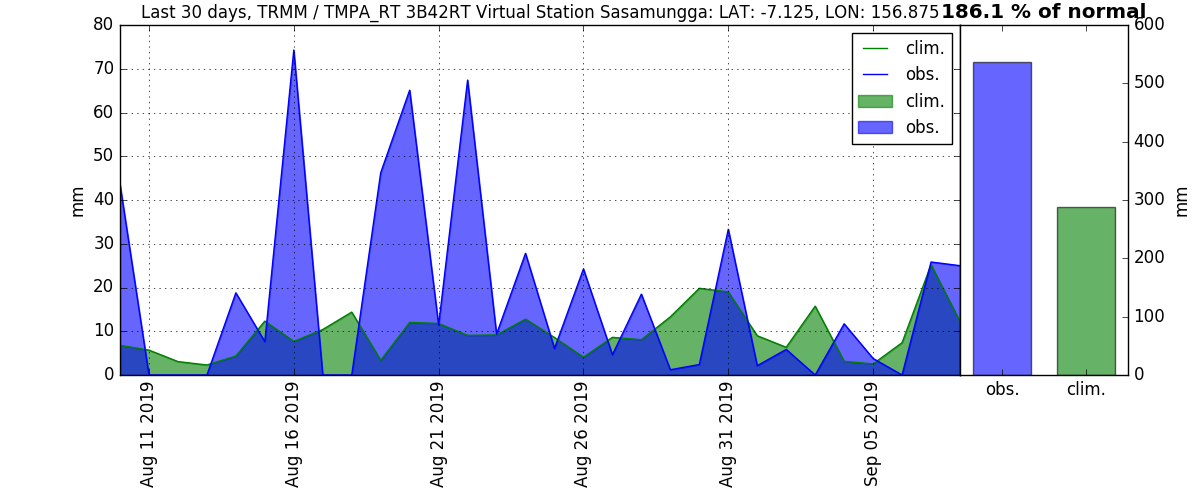 Last 30 days, TRMM / TMPA_RT 3B42RT Virtual Station Sasamungga: LAT: -7.125, LON: 156.875
186.1 % of normal
80
70
60
50
40
30
20
10
0
mm
clim.
obs.
clim.
obs.
Aug 11 2019
Aug 16 2019
Aug 21 2019
Aug 26 2019
Aug 31 2019
Sep 05 2019
600
500
400
300
200
100
0
mm
obs.
clim.